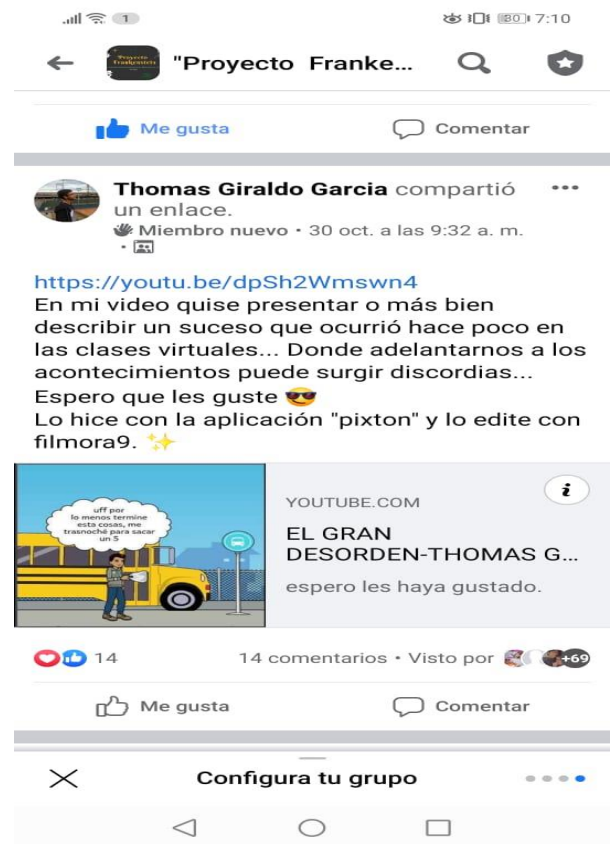 1
80 7:10
"Proyecto Franke...
Me gusta
Comentar
Thomas Giraldo Garcia compartió
un enlace.
Miembro nuevo • 30 oct. a las 9:32 a. m.
https://youtu.be/dpSh2Wmswn4
En mi video quise presentar o más bien
describir un suceso que ocurrió hace poco en
las clases virtuales... Donde adelantarnos a los
acontecimientos puede surgir discordias...
Espero que les guste 😎
Lo hice con la aplicación "pixton" y lo edite con
filmora9. ✨
uff por
lo menos termine
esta cosas, me
trasnoché para sacar
un 5
YOUTUBE.COM
EL GRAN
DESORDEN-THOMAS G...
espero les haya gustado.
14
14 comentarios • Visto por +69
Me gusta
Comentar
Configura tu grupo